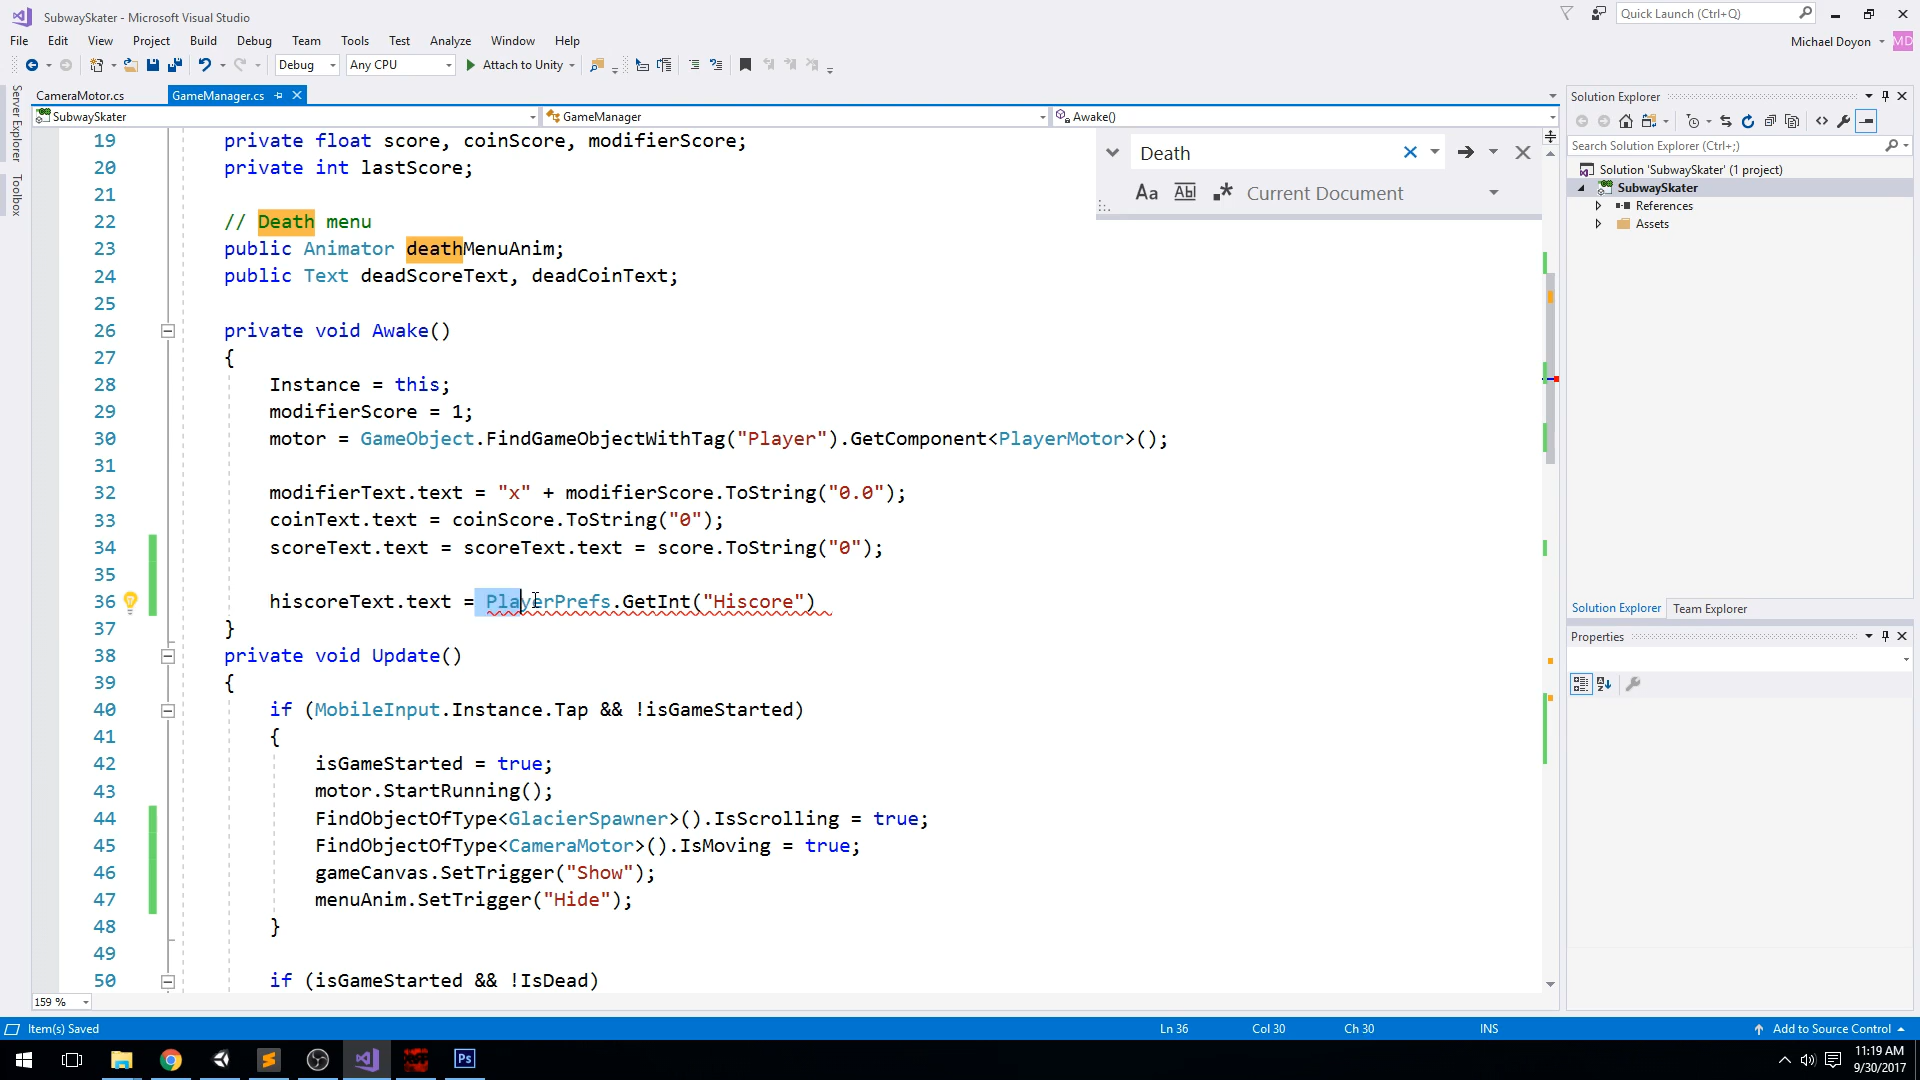 SubwaySkater - Microsoft Visual Studio
Quick Launch (Ctrl+Q)
File Edit View Project Build Debug Team Tools Test Analyze Window Help
Michael Doyon MD
Debug Any CPU Attach to Unity
Server Explorer
Toolbox
CameraMotor.cs GameManager.cs
SubwaySkater GameManager Awake()
Death
Aa Abl .* Current Document
19 private float score, coinScore, modifierScore;
20 private int lastScore;
21
22 // Death menu
23 public Animator deathMenuAnim;
24 public Text deadScoreText, deadCoinText;
25
26 private void Awake()
27 {
28 Instance = this;
29 modifierScore = 1;
30 motor = GameObject.FindGameObjectWithTag("Player").GetComponent<PlayerMotor>();
31
32 modifierText.text = "x" + modifierScore.ToString("0.0");
33 coinText.text = coinScore.ToString("0");
34 scoreText.text = scoreText.text = score.ToString("0");
35
36 hiscoreText.text = PlayerPrefs.GetInt("Hiscore")
37 }
38 private void Update()
39 {
40 if (MobileInput.Instance.Tap && !isGameStarted)
41 {
42 isGameStarted = true;
43 motor.StartRunning();
44 FindObjectOfType<GlacierSpawner>().IsScrolling = true;
45 FindObjectOfType<CameraMotor>().IsMoving = true;
46 gameCanvas.SetTrigger("Show");
47 menuAnim.SetTrigger("Hide");
48 }
49
50 if (isGameStarted && !IsDead)
159 %
Solution Explorer
Search Solution Explorer (Ctrl+;)
Solution 'SubwaySkater' (1 project)
SubwaySkater
References
Assets
Solution Explorer Team Explorer
Properties
Item(s) Saved Ln 36 Col 30 Ch 30 INS Add to Source Control
Ps
11:19 AM
9/30/2017